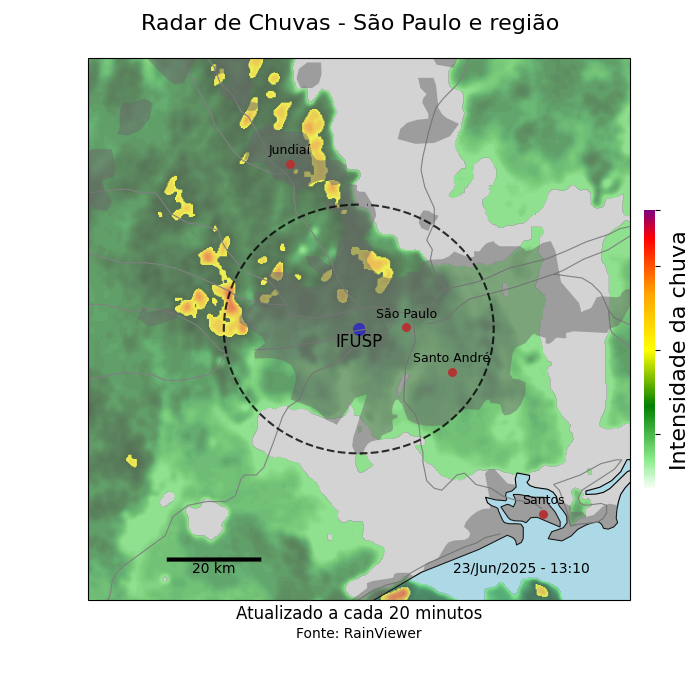 Radar de Chuvas - São Paulo e região
Jundiaí
São Paulo
IFUSP
Santo André
Santos
20 km
23/Jun/2025 - 13:10
Intensidade da chuva
Atualizado a cada 20 minutos
Fonte: RainViewer